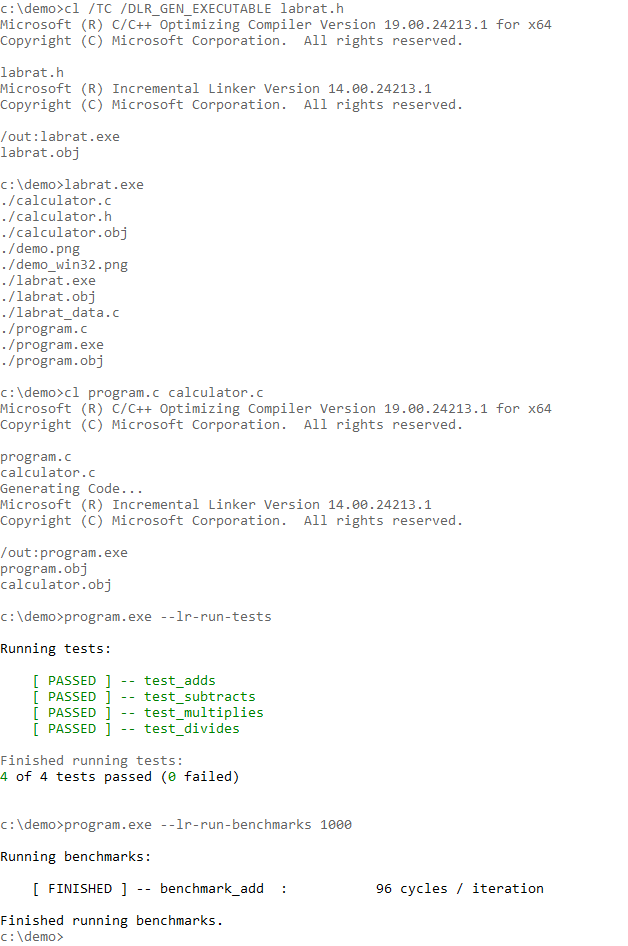 c:\demo>cl /TC /DLR_GEN_EXECUTABLE labrat.h
Microsoft (R) C/C++ Optimizing Compiler Version 19.00.24213.1 for x64
Copyright (C) Microsoft Corporation.  All rights reserved.

labrat.h
Microsoft (R) Incremental Linker Version 14.00.24213.1
Copyright (C) Microsoft Corporation.  All rights reserved.

/out:labrat.exe
labrat.obj

c:\demo>labrat.exe
./calculator.c
./calculator.h
./calculator.obj
./demo.png
./demo_win32.png
./labrat.exe
./labrat.obj
./labrat_data.c
./program.c
./program.exe
./program.obj

c:\demo>cl program.c calculator.c
Microsoft (R) C/C++ Optimizing Compiler Version 19.00.24213.1 for x64
Copyright (C) Microsoft Corporation.  All rights reserved.

program.c
calculator.c
Generating Code...
Microsoft (R) Incremental Linker Version 14.00.24213.1
Copyright (C) Microsoft Corporation.  All rights reserved.

/out:program.exe
program.obj
calculator.obj

c:\demo>program.exe --lr-run-tests

Running tests:

    [ PASSED ] -- test_adds
    [ PASSED ] -- test_subtracts
    [ PASSED ] -- test_multiplies
    [ PASSED ] -- test_divides

Finished running tests:
4 of 4 tests passed (0 failed)

c:\demo>program.exe --lr-run-benchmarks 1000

Running benchmarks:

    [ FINISHED ] -- benchmark_add  :           96 cycles / iteration

Finished running benchmarks.
c:\demo>